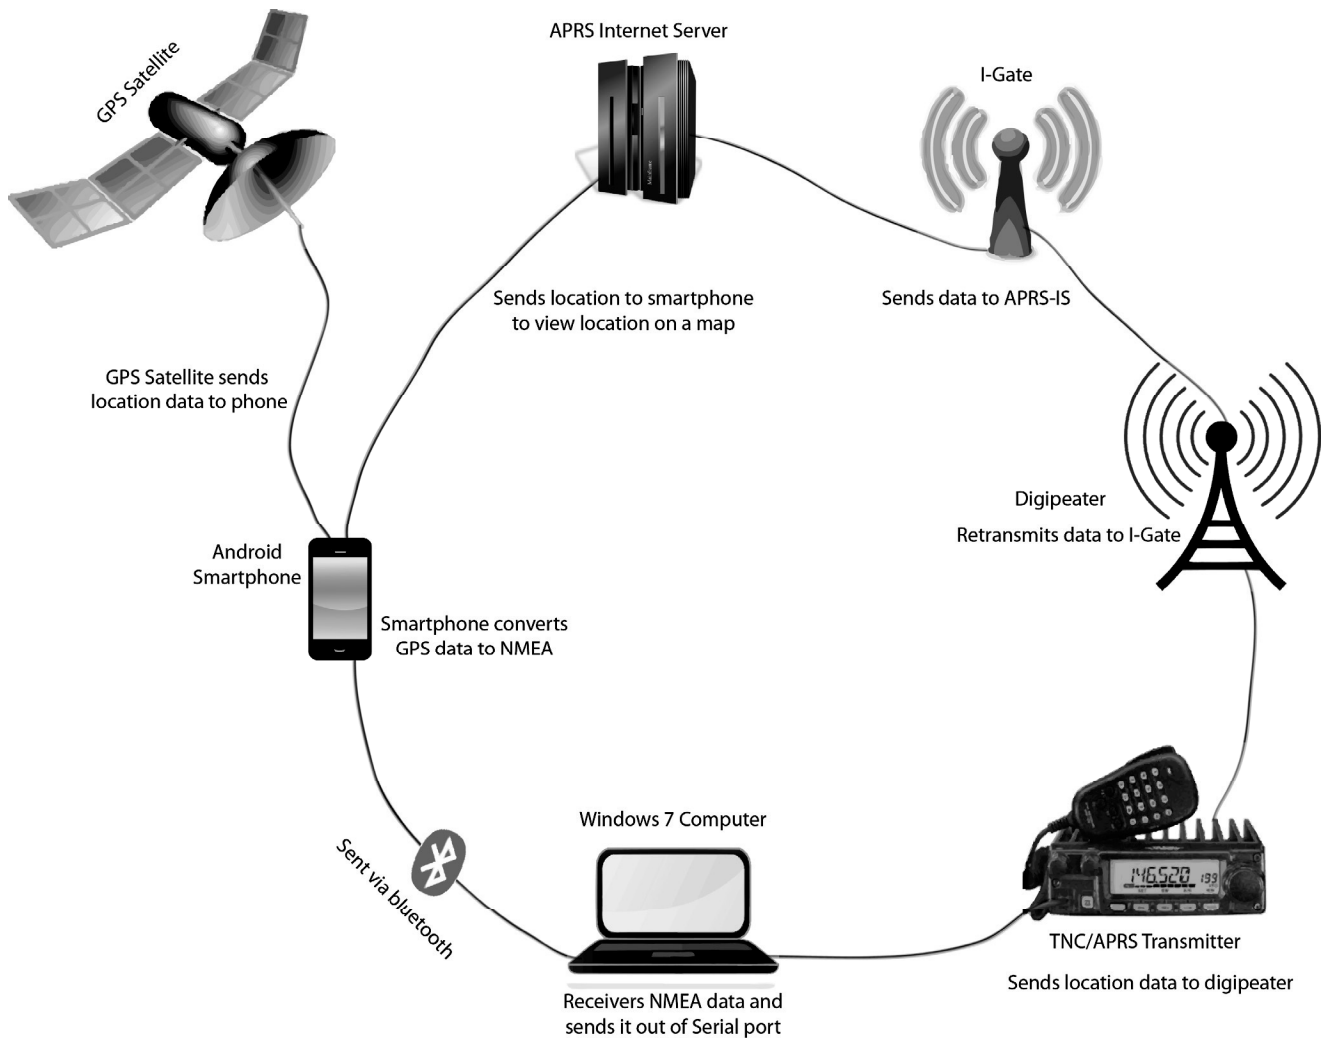 GPS Satellite
APRS Internet Server
I-Gate
Sends location to smartphone
to view location on a map
Sends data to APRS-IS
GPS Satellite sends
location data to phone
Digipeater
Retransmits data to I-Gate
Android
Smartphone
Smartphone converts
GPS data to NMEA
Sent via bluetooth
Windows 7 Computer
Receivers NMEA data and
sends it out of Serial port
146.520
199
TNC/APRS Transmitter
Sends location data to digipeater